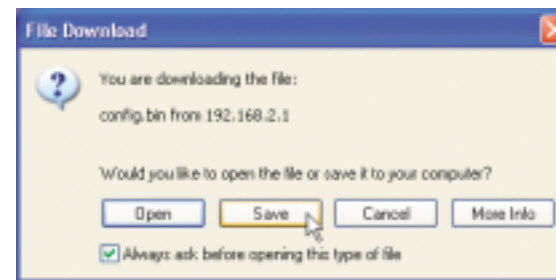 File Download
You are downloading the file:
config.bin from 192.168.2.1
Would you like to open the file or save it to your computer?
Open Save Cancel More Info
Always ask before opening this type of file